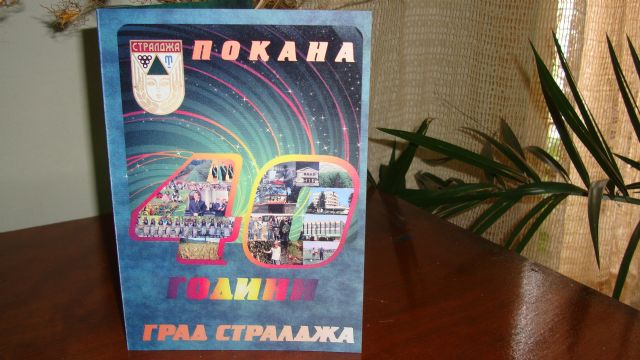 СТРАЛДЖА
ПОКАНА
40
ГОДИНИ
ГРАД СТРАЛДЖА